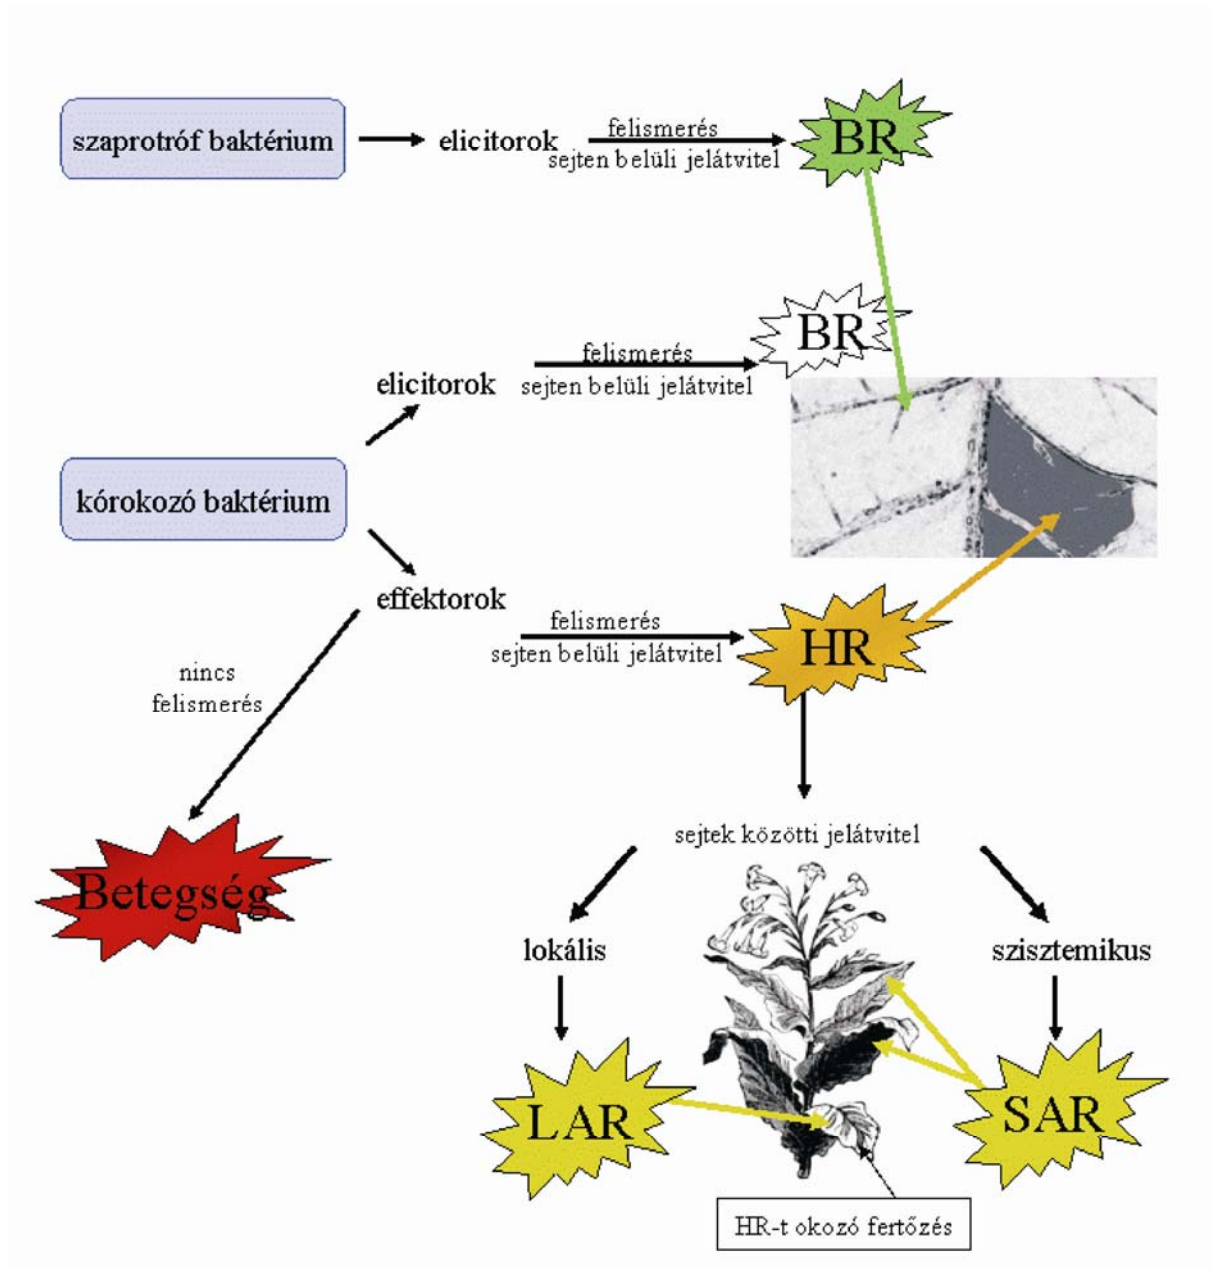 szaprotróf baktérium
elicitorok
felismerés
sejten belüli jelátvitel
BR
elicitorok
felismerés
sejten belüli jelátvitel
BR
kórokozó baktérium
effektorok
felismerés
sejten belüli jelátvitel
HR
nincs
felismerés
Betegség
sejtek közötti jelátvitel
lokális
szisztemikus
LAR
SAR
HR-t okozó fertőzés